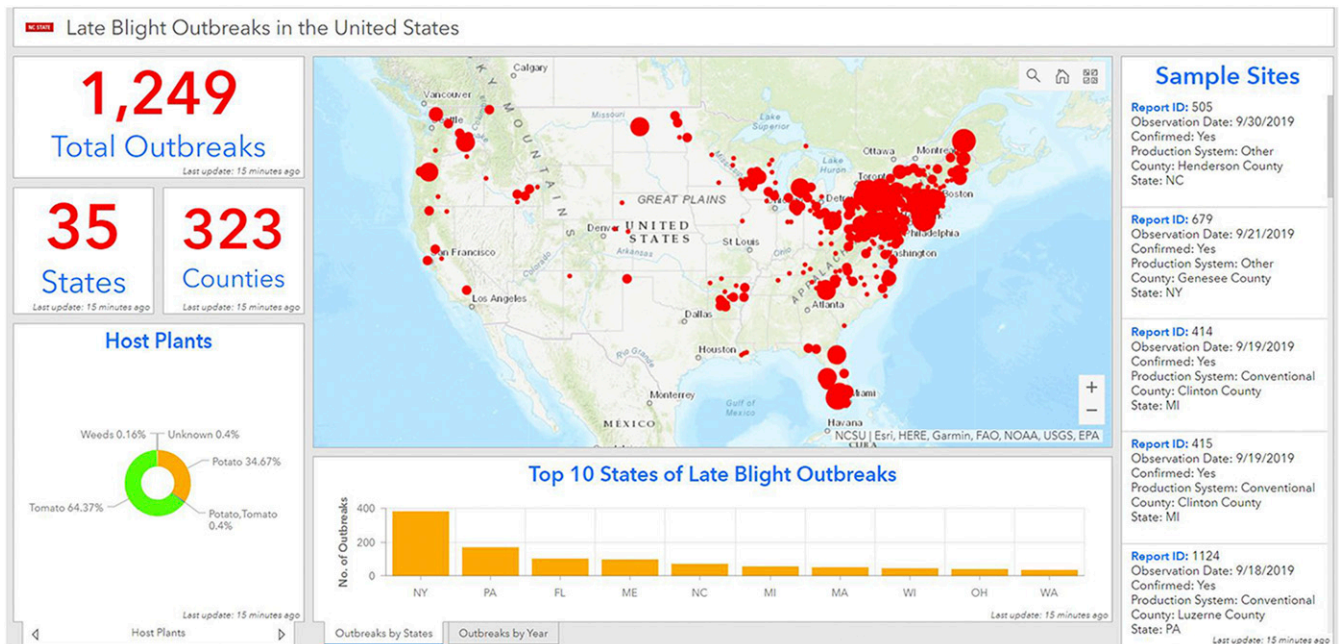 NC STATE
Late Blight Outbreaks in the United States
1,249
Total Outbreaks
Last update: 15 minutes ago
35
States
Last update: 15 minutes ago
323
Counties
Last update: 15 minutes ago
Host Plants
Weeds 0.16%
Unknown 0.4%
Potato 34.67%
Tomato 64.37%
Potato,Tomato
0.4%
Last update: 15 minutes ago
Host Plants
Calgary
Vancouver
Missouri
Lake
Superior
Ottawa
Montreal
Lake
Huron
Toronto
Boston
GREAT PLAINS
Philadelphia
UNITED
STATES
St Louis
Ohio
Arkansas
Colorado
Los Angeles
Atlanta
Dallas
Houston
Rio Grande
Monterrey
Gulf of
Mexico
Miami
MÉXICO
Havana
CUBA
NCSU | Esri, HERE, Garmin, FAO, NOAA, USGS, EPA
Top 10 States of Late Blight Outbreaks
No. of Outbreaks
400
200
0
NY PA FL ME NC MI MA WI OH WA
Last update: 15 minutes ago
Outbreaks by States
Outbreaks by Year
Sample Sites
Report ID: 505
Observation Date: 9/30/2019
Confirmed: Yes
Production System: Other
County: Henderson County
State: NC
Report ID: 679
Observation Date: 9/21/2019
Confirmed: Yes
Production System: Other
County: Genesee County
State: NY
Report ID: 414
Observation Date: 9/19/2019
Confirmed: Yes
Production System: Conventional
County: Clinton County
State: MI
Report ID: 415
Observation Date: 9/19/2019
Confirmed: Yes
Production System: Conventional
County: Clinton County
State: MI
Report ID: 1124
Observation Date: 9/18/2019
Confirmed: Yes
Production System: Conventional
County: Luzerne County
State: PA
Last update: 15 minutes ago